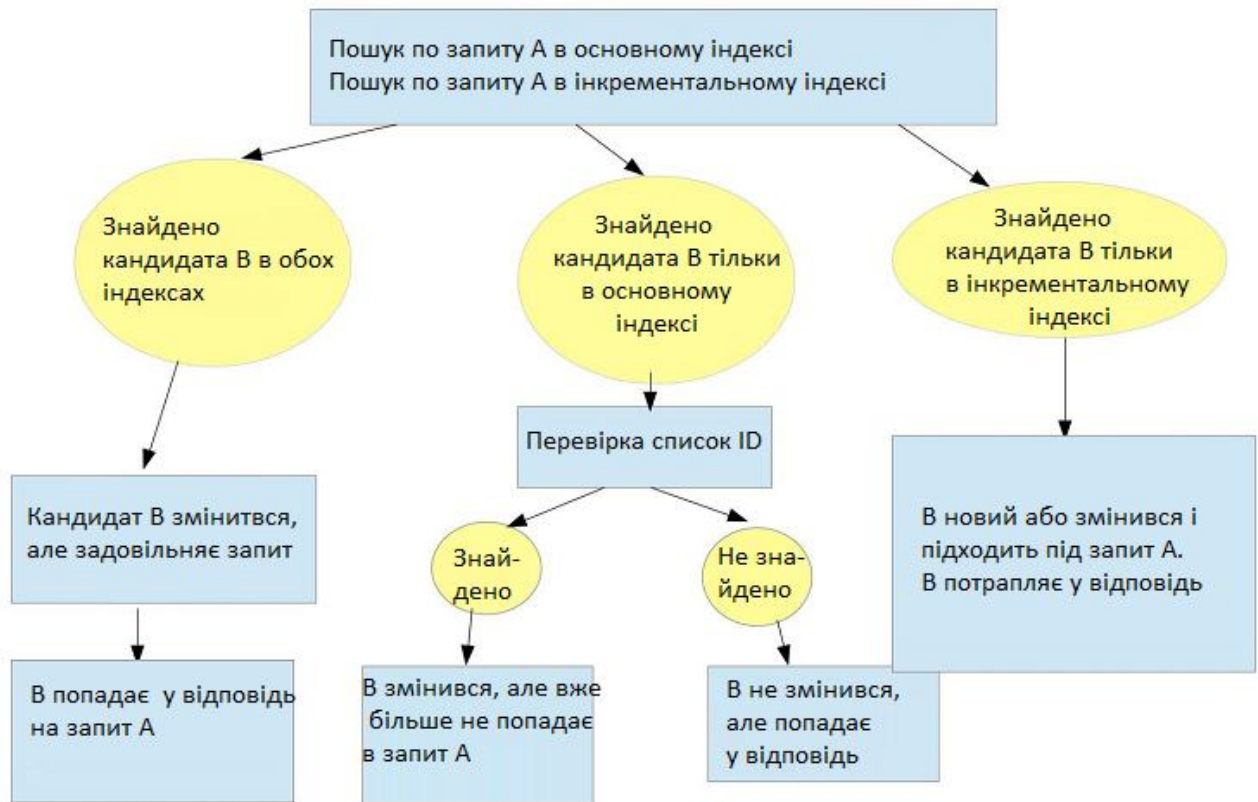 Пошук по запиту А в основному індексі
Пошук по запиту А в інкрементальному індексі
Знайдено
кандидата В в обох
індексах
Знайдено
кандидата В тільки
в основному
індексі
Знайдено
кандидата В тільки
в інкрементальному
індексі
Перевірка список ID
Кандидат В змінитвся,
але задовільняє запит
Знай-
дено
Не зна-
йдено
В новий або змінився і
підходить під запит А.
В потрапляє у відповідь
В попадає у відповідь
на запит А
В змінився, але вже
більше не попадає
в запит А
В не змінився,
але попадає
у відповідь